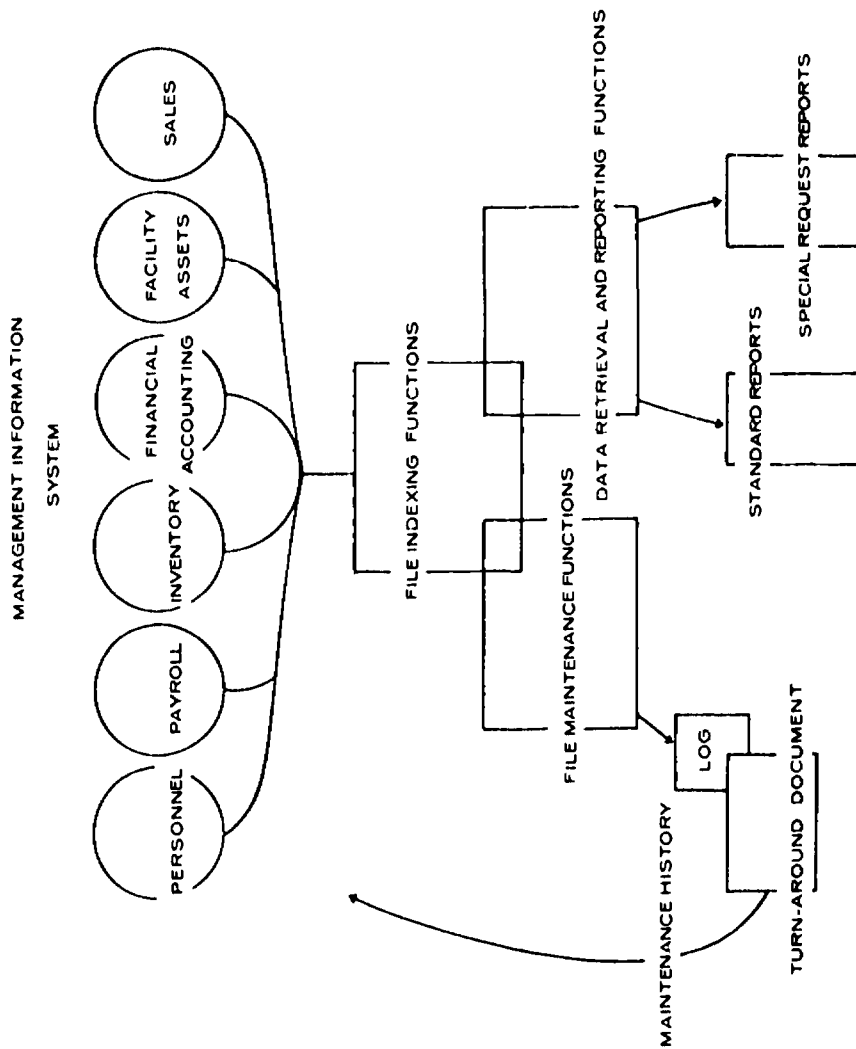 MANAGEMENT INFORMATION
SYSTEM
PERSONNEL
PAYROLL
INVENTORY
FINANCIAL
ACCOUNTING
FACILITY
ASSETS
SALES
FILE INDEXING FUNCTIONS
FILE MAINTENANCE FUNCTIONS
DATA RETRIEVAL AND REPORTING FUNCTIONS
MAINTENANCE HISTORY
LOG
TURN-AROUND DOCUMENT
STANDARD REPORTS
SPECIAL REQUEST REPORTS